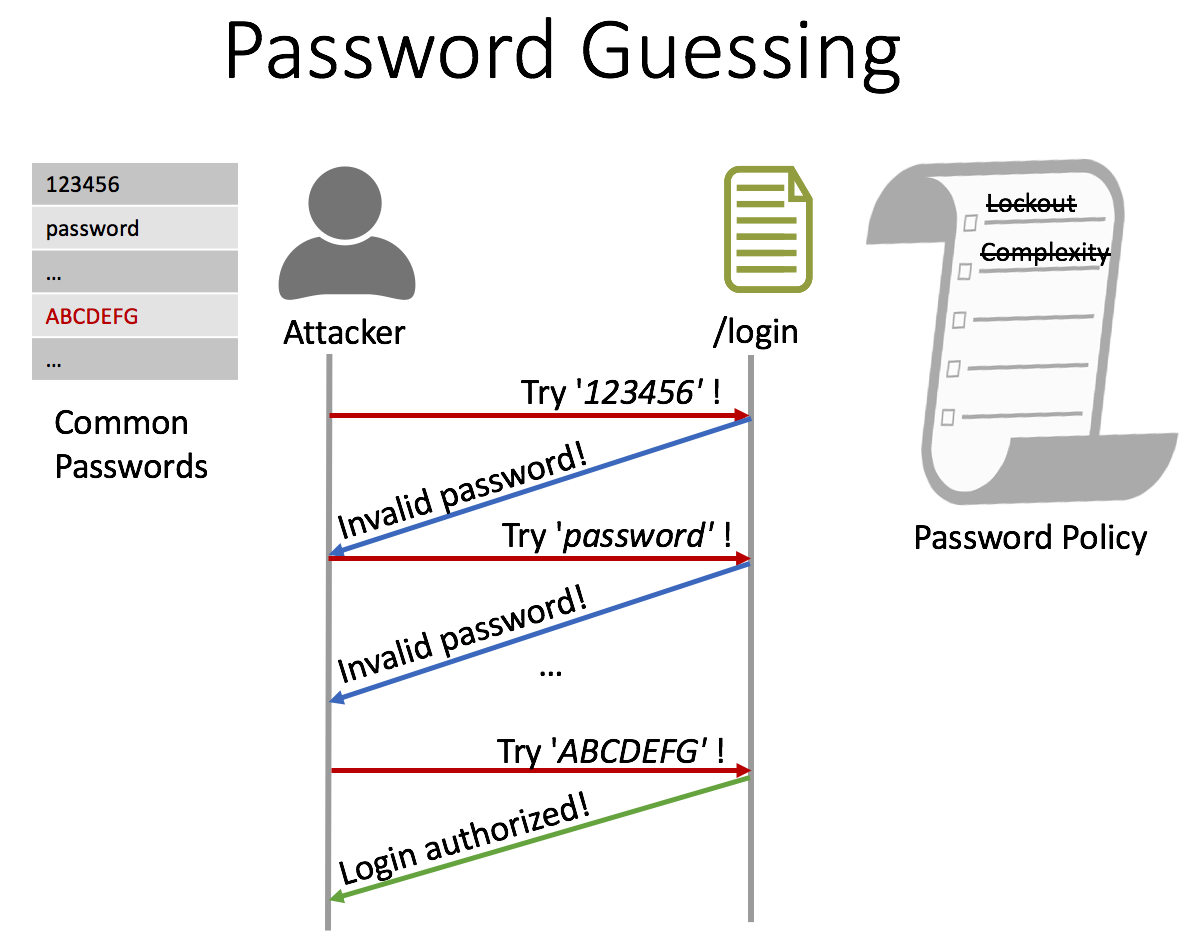 Password Guessing
123456
password
...
ABCDEFG
...
Common
Passwords
Attacker
/login
Lockout
Complexity
Password Policy
Try '123456' !
Invalid password!
Try 'password' !
Invalid password!
...
Try 'ABCDEFG' !
Login authorized!